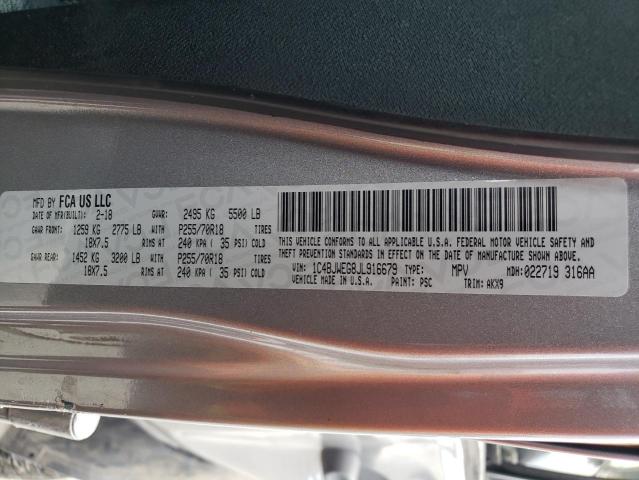 MFD BY FCA US LLC
DATE OF MFR(BUILT): 2-18 GVWR: 2495 KG 5500 LB
GAWR FRONT: 1259 KG 2775 LB WITH P255/70R18 TIRES
18X7.5 RIMS AT 240 KPA ( 35 PSI) COLD
GAWR REAR: 1452 KG 3200 LB WITH P255/70R18 TIRES
18X7.5 RIMS AT 240 KPA ( 35 PSI) COLD
THIS VEHICLE CONFORMS TO ALL APPLICABLE U.S.A. FEDERAL MOTOR VEHICLE SAFETY,
BUMPER, AND THEFT PREVENTION STANDARDS IN EFFECT ON THE DATE OF MANUFACTURE SHOWN ABOVE.
VIN: 1C4BJWEG8JL916679 TYPE: MPV MDH: 022719 316AA
VEHICLE MADE IN U.S.A. PAINT: PSC TRIM: AKX9